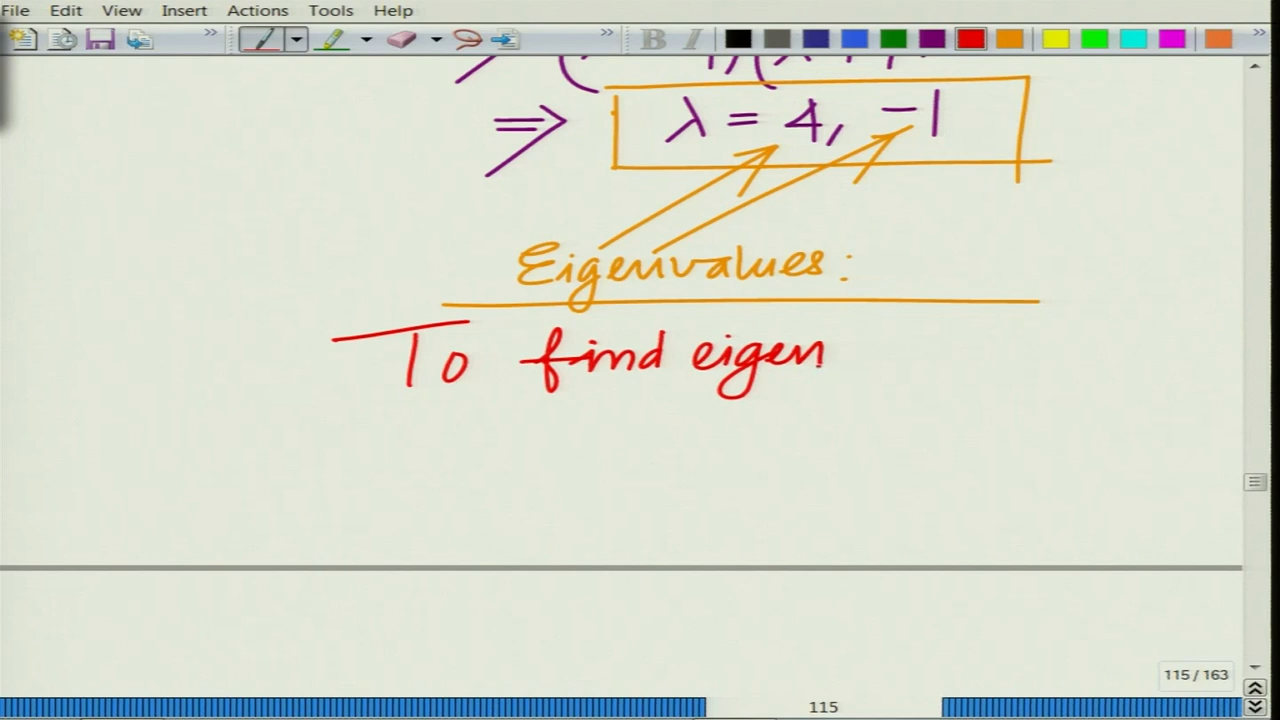 File Edit View Insert Actions Tools Help
B I
⇒ λ = 4, -1
Eigenvalues:
To find eigen
115 / 163
115